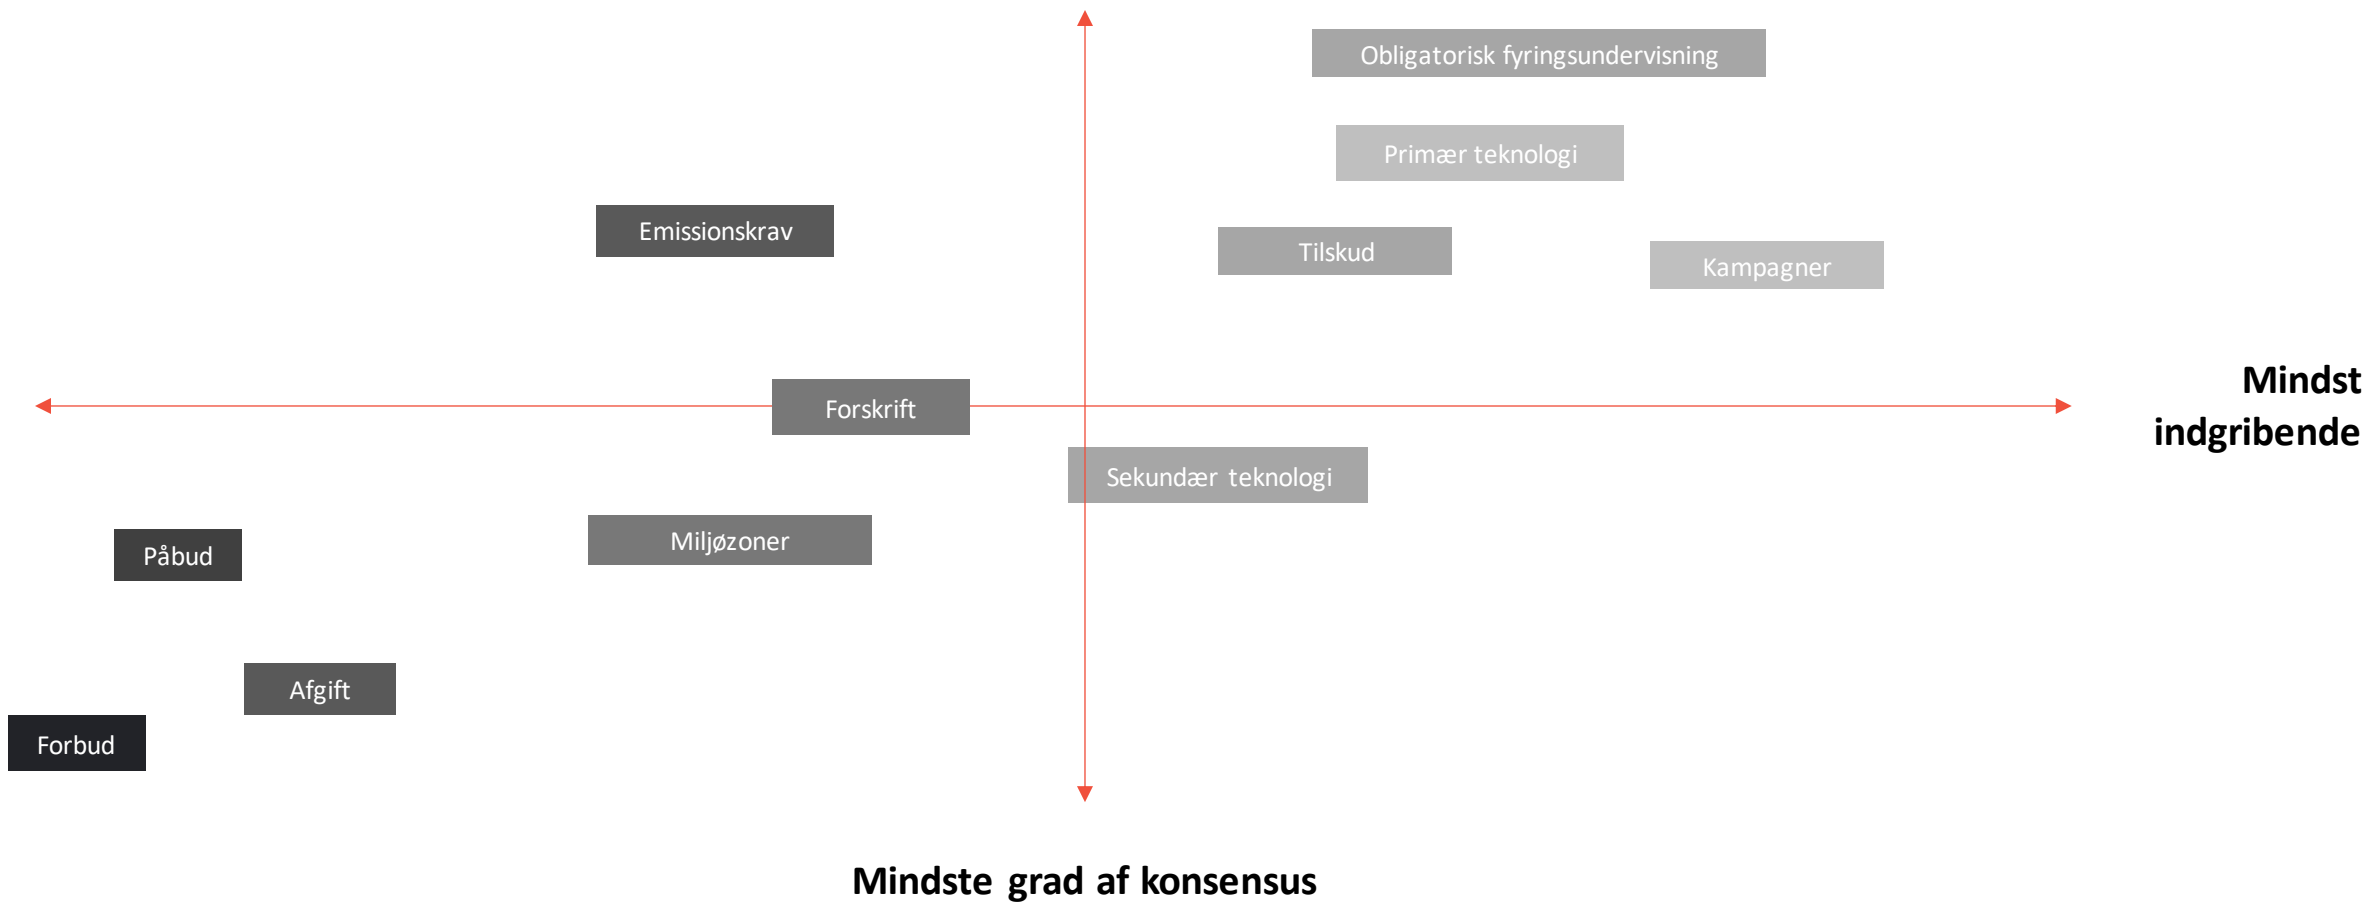 Obligatorisk fyringsundervisning
Primær teknologi
Emissionskrav
Tilskud
Kampagner
Mindst
indgribende
Forskrift
Sekundær teknologi
Miljøzoner
Påbud
Afgift
Forbud
Mindste grad af konsensus